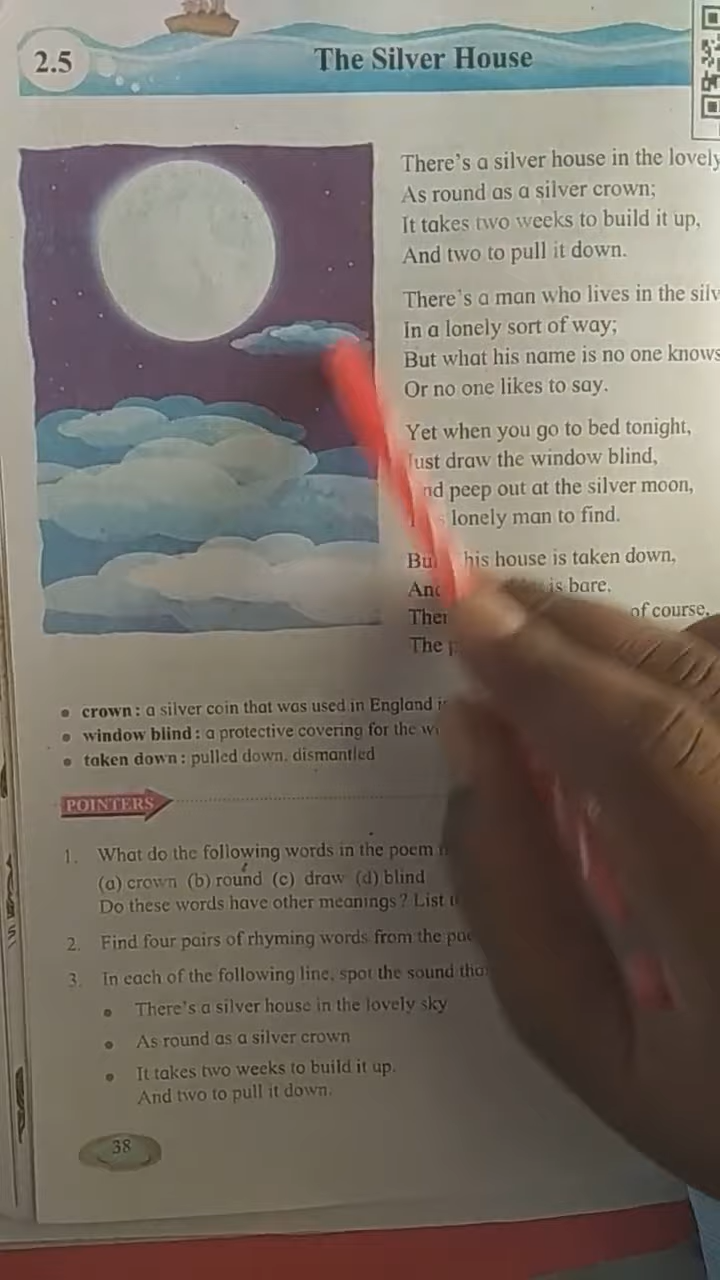 2.5
The Silver House
There's a silver house in the lovely
As round as a silver crown;
It takes two weeks to build it up,
And two to pull it down.
There's a man who lives in the silv
In a lonely sort of way;
But what his name is no one knows
Or no one likes to say.
Yet when you go to bed tonight,
ust draw the window blind,
nd peep out at the silver moon,
lonely man to find.
Bu his house is taken down,
And is bare.
Ther of course,
The p
• crown : a silver coin that was used in England i
• window blind : a protective covering for the wi
• taken down : pulled down, dismantled
POINTERS
1. What do the following words in the poem
(a) crown (b) round (c) draw (d) blind
Do these words have other meanings? List t
2. Find four pairs of rhyming words from the poe
3. In each of the following line, spot the sound tha
• There's a silver house in the lovely sky
• As round as a silver crown
• It takes two weeks to build it up.
And two to pull it down.
38